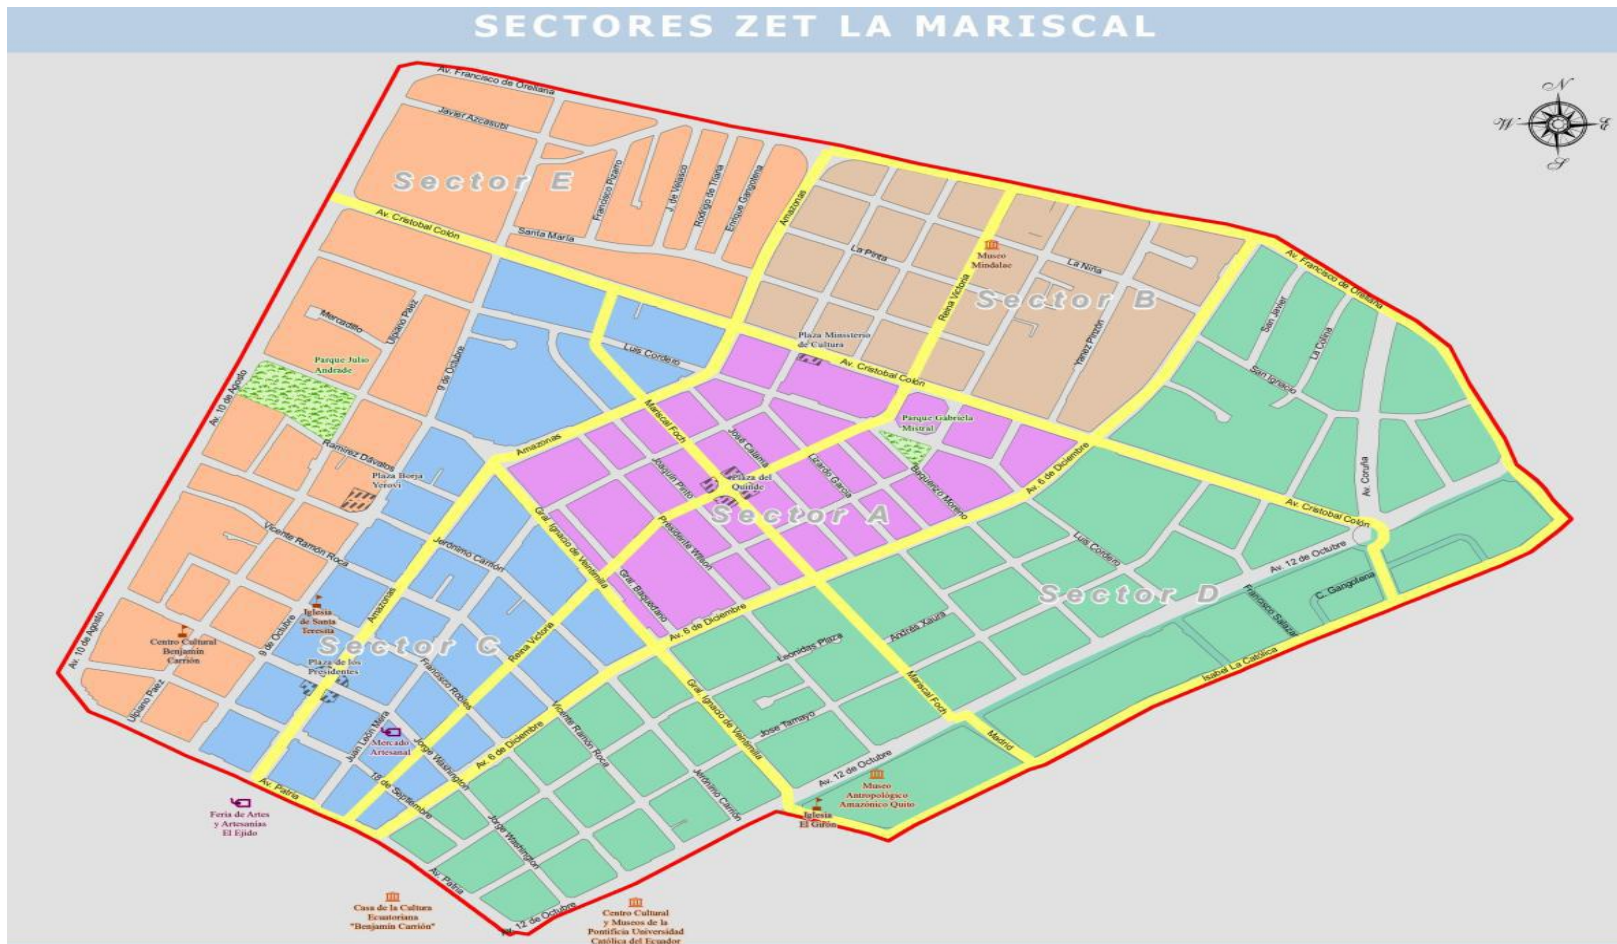 SECTORES ZET LA MARISCAL
N
W
E
S
Av. Francisco de Orellana
Javier Azcasubi
Sector E
Francisco Pizarro
J. de Velasco
Rodrigo de Triana
Enrique Gangotena
Amazonas
Av. Cristobal Colón
Santa María
La Pinta
Museo
Mindalae
La Niña
Av. Francisco de Orellana
Reina Victoria
Sector B
San Javier
La Colina
Mercadillo
Ulpiano Paéz
9 de Octubre
Parque Julio
Andrade
Luis Cordero
Plaza Ministerio
de Cultura
Av. Cristobal Colón
Yanez Pinzón
San Ignacio
Av. 10 de Agosto
Mariscal Foch
Parque Gabriela
Mistral
Amazonas
José Calama
Lizardo García
Baquerizo Moreno
Av. 6 de Diciembre
Ramírez Dávalos
Plaza Borja
Yerovi
Joaquín Pinto
Plaza del
Quinde
Av. Coruña
Sector A
Av. Cristobal Colón
Vicente Ramón Roca
Jerónimo Carrión
Gral. Ignacio de Veintimilla
Presidente Wilson
Luis Cordero
Av. 12 de Octubre
Gral. Baquedano
Sector D
C. Gangotena
Francisco Salazar
Amazonas
Iglesia
de Santa
Teresita
Av. 6 de Diciembre
Andrés Xaura
Leonidas Plaza
Av. 10 de Agosto
Centro Cultural
Benjamín
Carrión
9 de Octubre
Sector C
Reina Victoria
Plaza de los
Presidentes
Francisco Robles
Isabel La Católica
Ulpiano Paez
Gral. Ignacio de Veintimilla
Mariscal Foch
Juan León Mera
Mercado
Artesanal
Jorge Washington
Av. 6 de Diciembre
Vicente Ramón Roca
Jose Tamayo
Madrid
Av. Patria
18 de Septiembre
Jerónimo Carrión
Av. 12 de Octubre
Museo
Antropológico
Amazónico Quito
Iglesia
El Girón
Feria de Artes
y Artesanías
El Ejido
Jorge Washington
Av. Patria
Casa de la Cultura
Ecuatoriana
"Benjamín Carrión"
Av. 12 de Octubre
Centro Cultural
y Museos de la
Pontificia Universidad
Católica del Ecuador